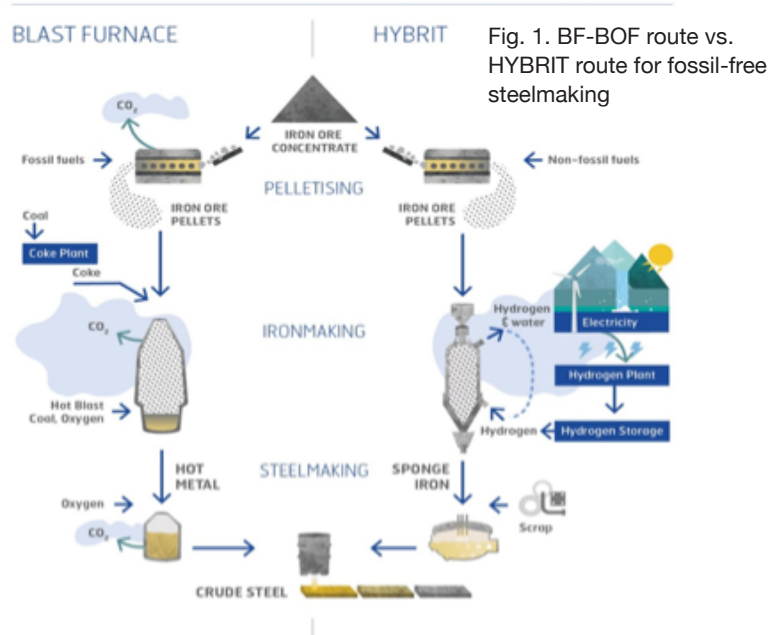 BLAST FURNACE
HYBRIT
Fig. 1. BF-BOF route vs.
HYBRIT route for fossil-free
steelmaking
CO₂
IRON ORE
CONCENTRATE
Fossil fuels
Non-fossil fuels
PELLETISING
IRON ORE
PELLETS
IRON ORE
PELLETS
Coal
Coke Plant
Coke
CO₂
IRONMAKING
Hydrogen
& water
Electricity
Hydrogen Plant
Hot Blast
Coal, Oxygen
Hydrogen
Hydrogen Storage
HOT
METAL
STEELMAKING
SPONGE
IRON
Oxygen
CO₂
Scrap
CRUDE STEEL